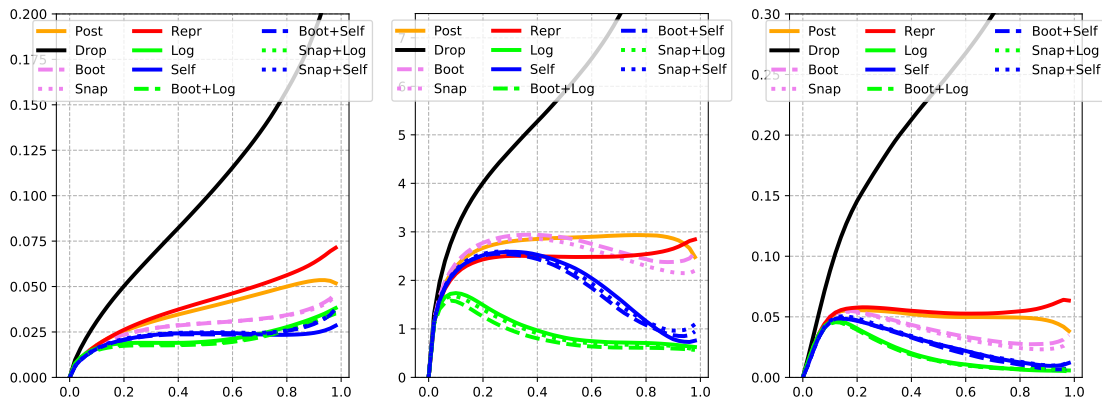 0.200
0.175
0.150
0.125
0.100
0.075
0.050
0.025
0.000
0.0 0.2 0.4 0.6 0.8 1.0
Post Repr Boot+Self
Drop Log Snap+Log
Boot Self Snap+Self
Snap Boot+Log
7
6
5
4
3
2
1
0
0.0 0.2 0.4 0.6 0.8 1.0
Post Repr Boot+Self
Drop Log Snap+Log
Boot Self Snap+Self
Snap Boot+Log
0.30
0.25
0.20
0.15
0.10
0.05
0.00
0.0 0.2 0.4 0.6 0.8 1.0
Post Repr Boot+Self
Drop Log Snap+Log
Boot Self Snap+Self
Snap Boot+Log